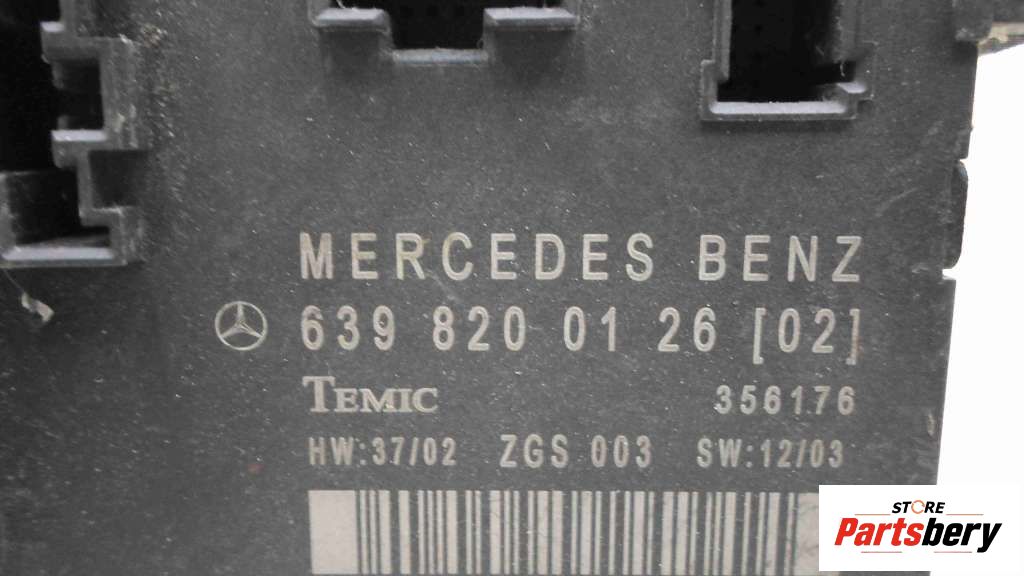 MERCEDES BENZ
639 820 01 26 [02]
TEMIC 356176
HW:37/02 ZGS 003 SW:12/03
STORE
Partsbery